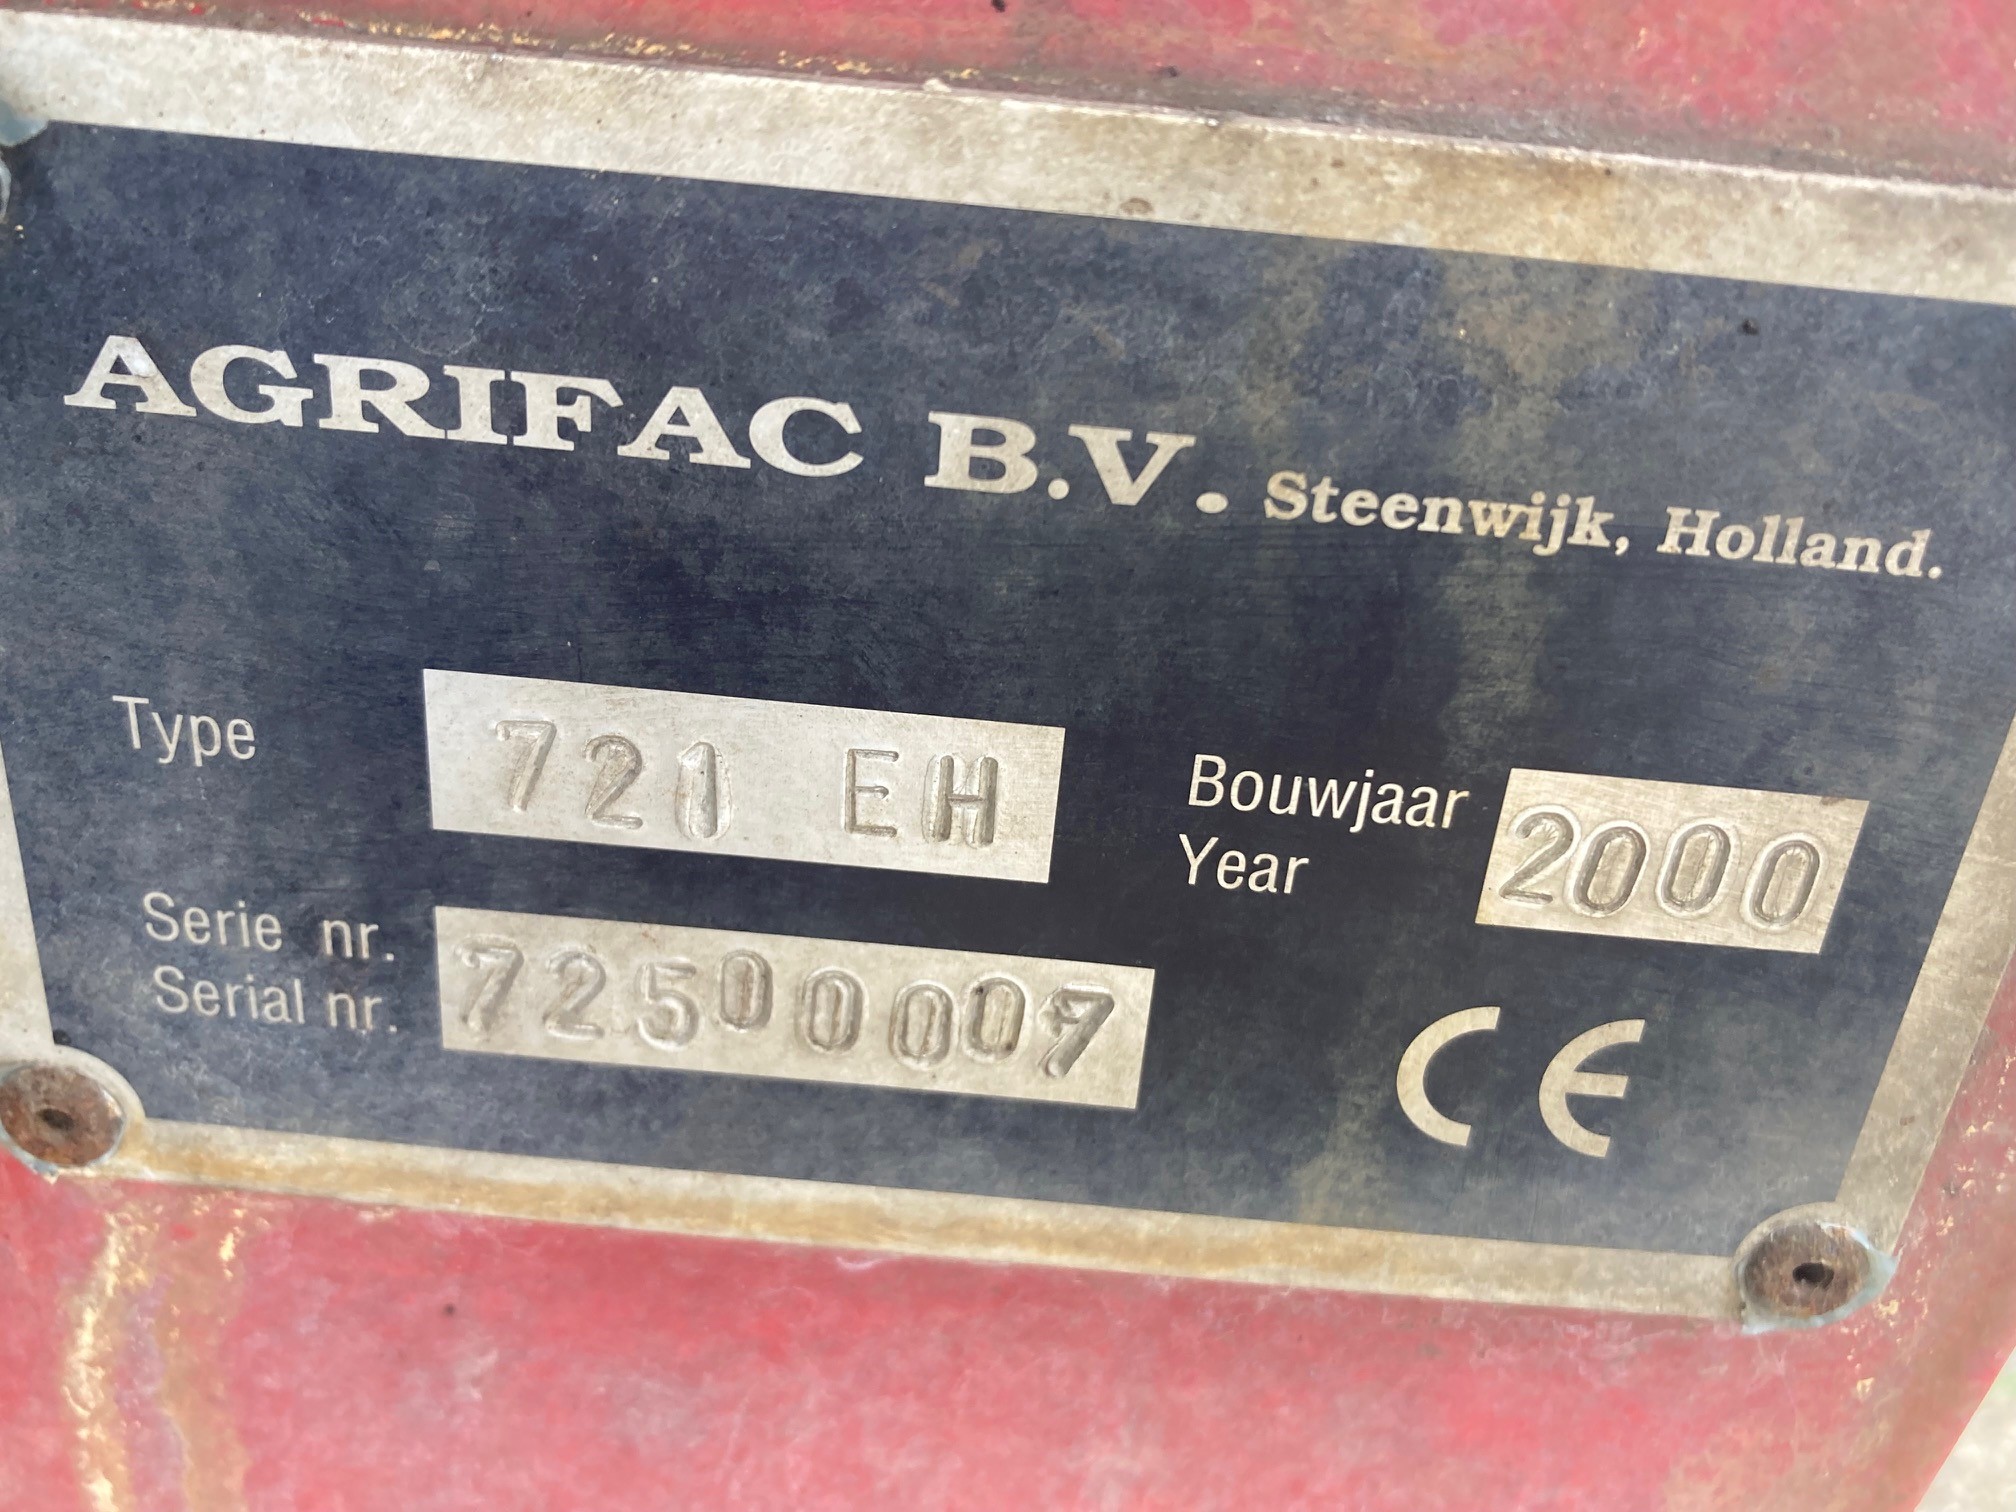 AGRIFAC B.V. Steenwijk, Holland.
Type 721 EH
Bouwjaar
Year 2000
Serie nr.
Serial nr. 72500007
CE